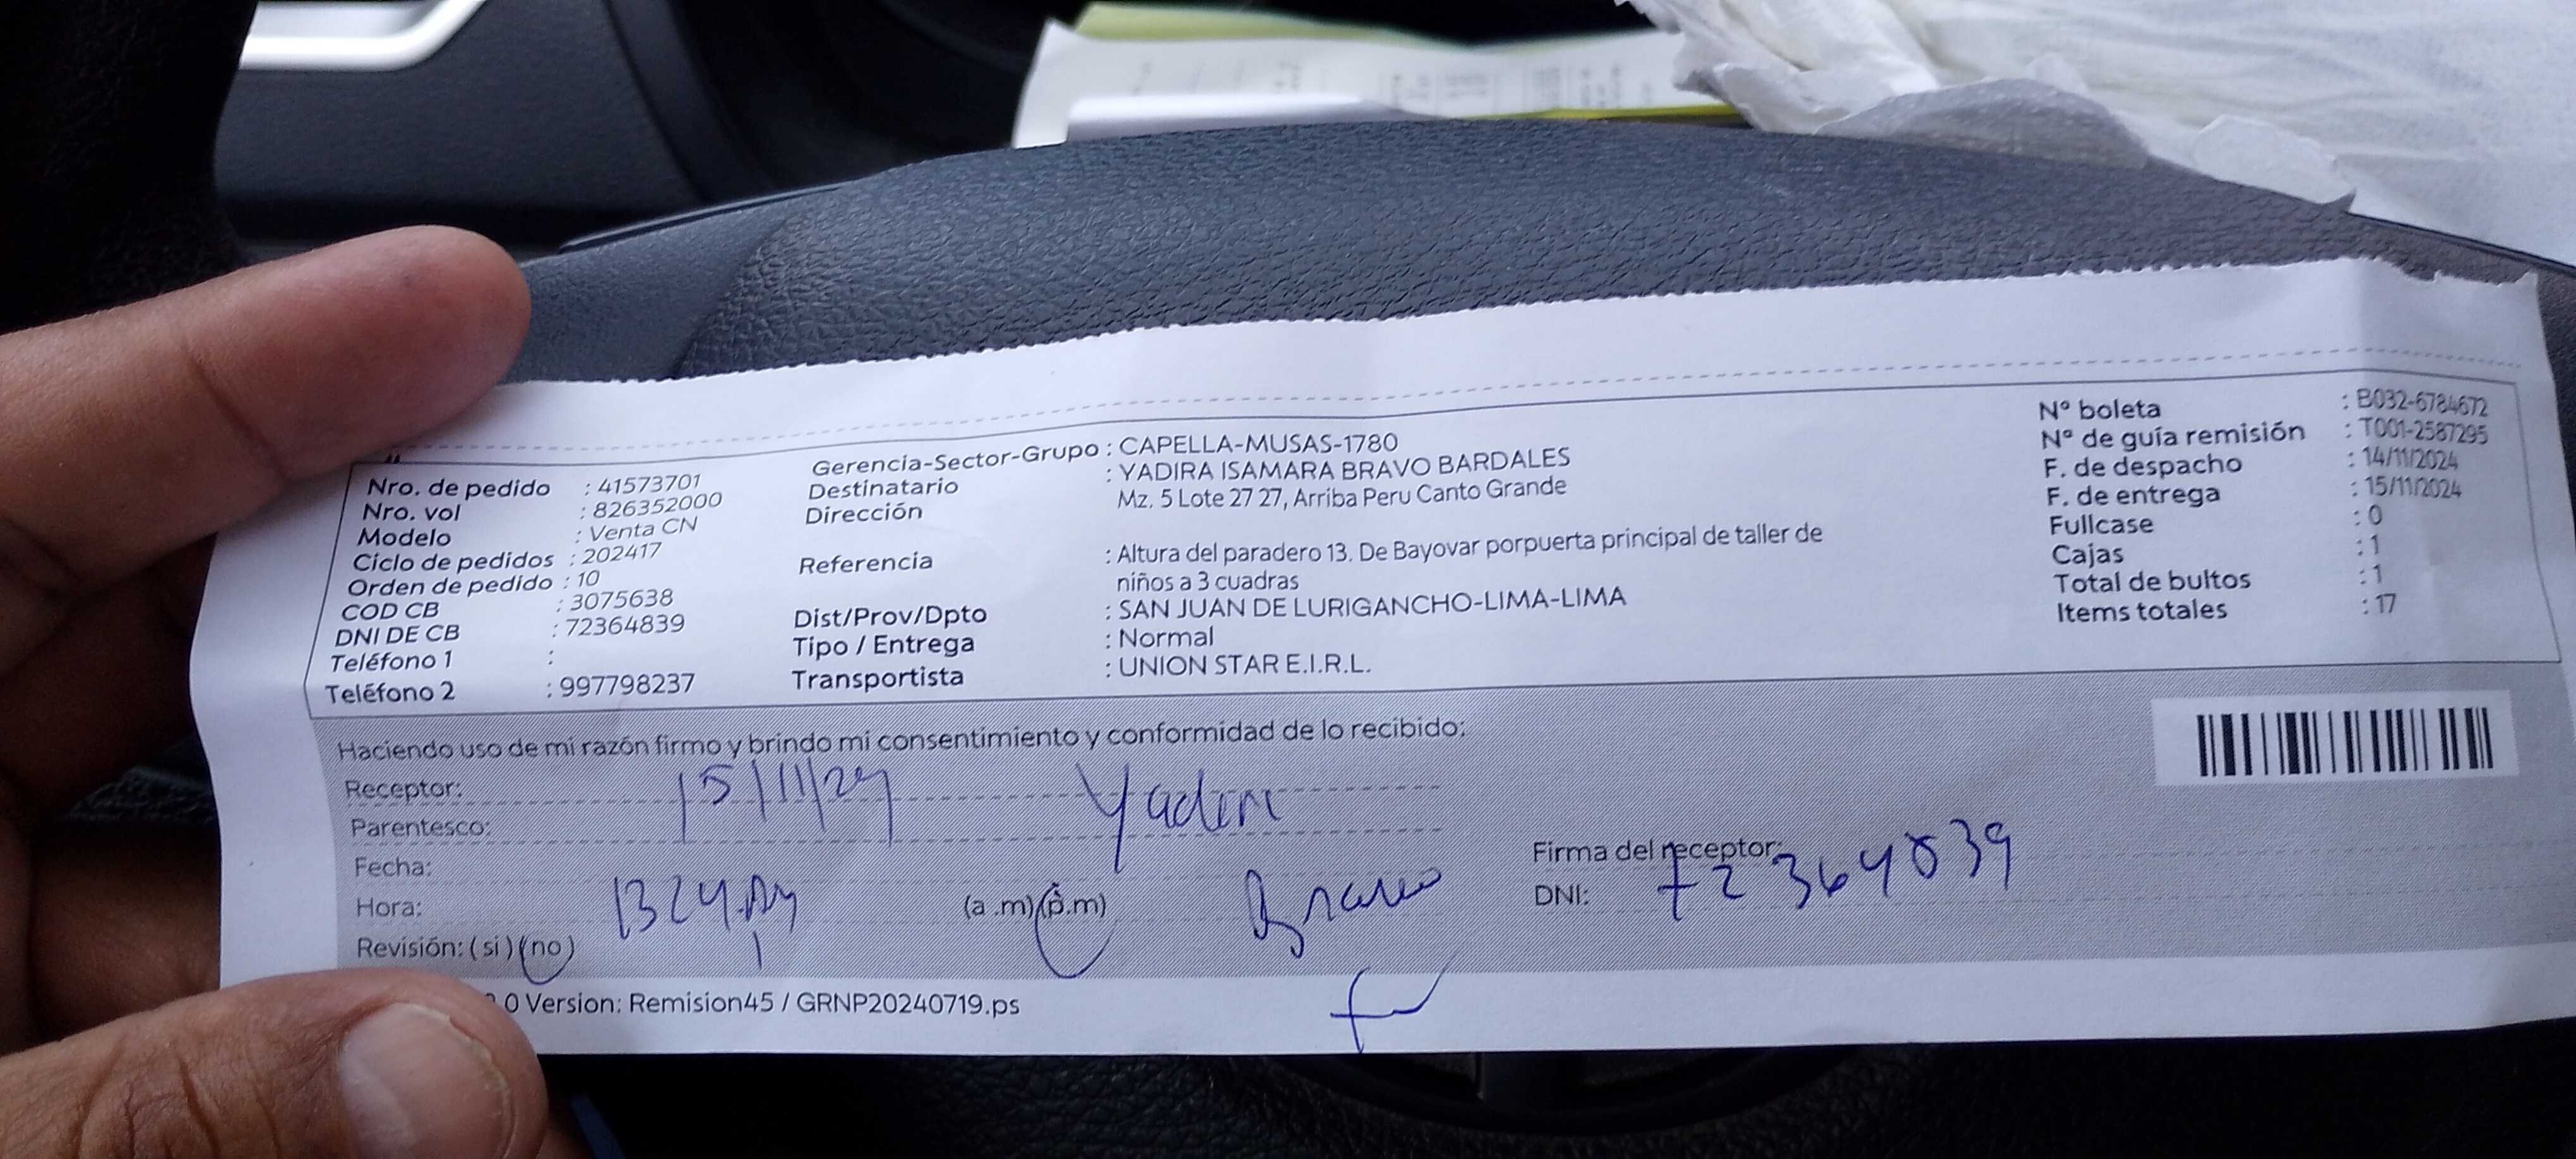 Nro. de pedido : 41573701
Nro. vol : 826352000
Modelo : Venta CN
Ciclo de pedidos : 202417
Orden de pedido : 10
COD CB : 3075638
DNI DE CB : 72364839
Teléfono 1 :
Teléfono 2 : 997798237
Gerencia-Sector-Grupo : CAPELLA-MUSAS-1780
Destinatario : YADIRA ISAMARA BRAVO BARDALES
Dirección Mz. 5 Lote 27 27, Arriba Peru Canto Grande
Referencia : Altura del paradero 13. De Bayovar porpuerta principal de taller de
niños a 3 cuadras
Dist/Prov/Dpto : SAN JUAN DE LURIGANCHO-LIMA-LIMA
Tipo / Entrega : Normal
Transportista : UNION STAR E.I.R.L.
N° boleta : B032-6784672
N° de guía remisión : T001-2587295
F. de despacho : 14/11/2024
F. de entrega : 15/11/2024
Fullcase : 0
Cajas : 1
Total de bultos : 1
Items totales : 17
Haciendo uso de mi razón firmo y brindo mi consentimiento y conformidad de lo recibido:
Receptor: 15/11/24
Parentesco:
Fecha:
Hora: 1324 (a .m) (p.m) Bravo
Revisión: ( si ) (no)
Firma del receptor:
DNI: 72364839
0 Version: Remision45 / GRNP20240719.ps